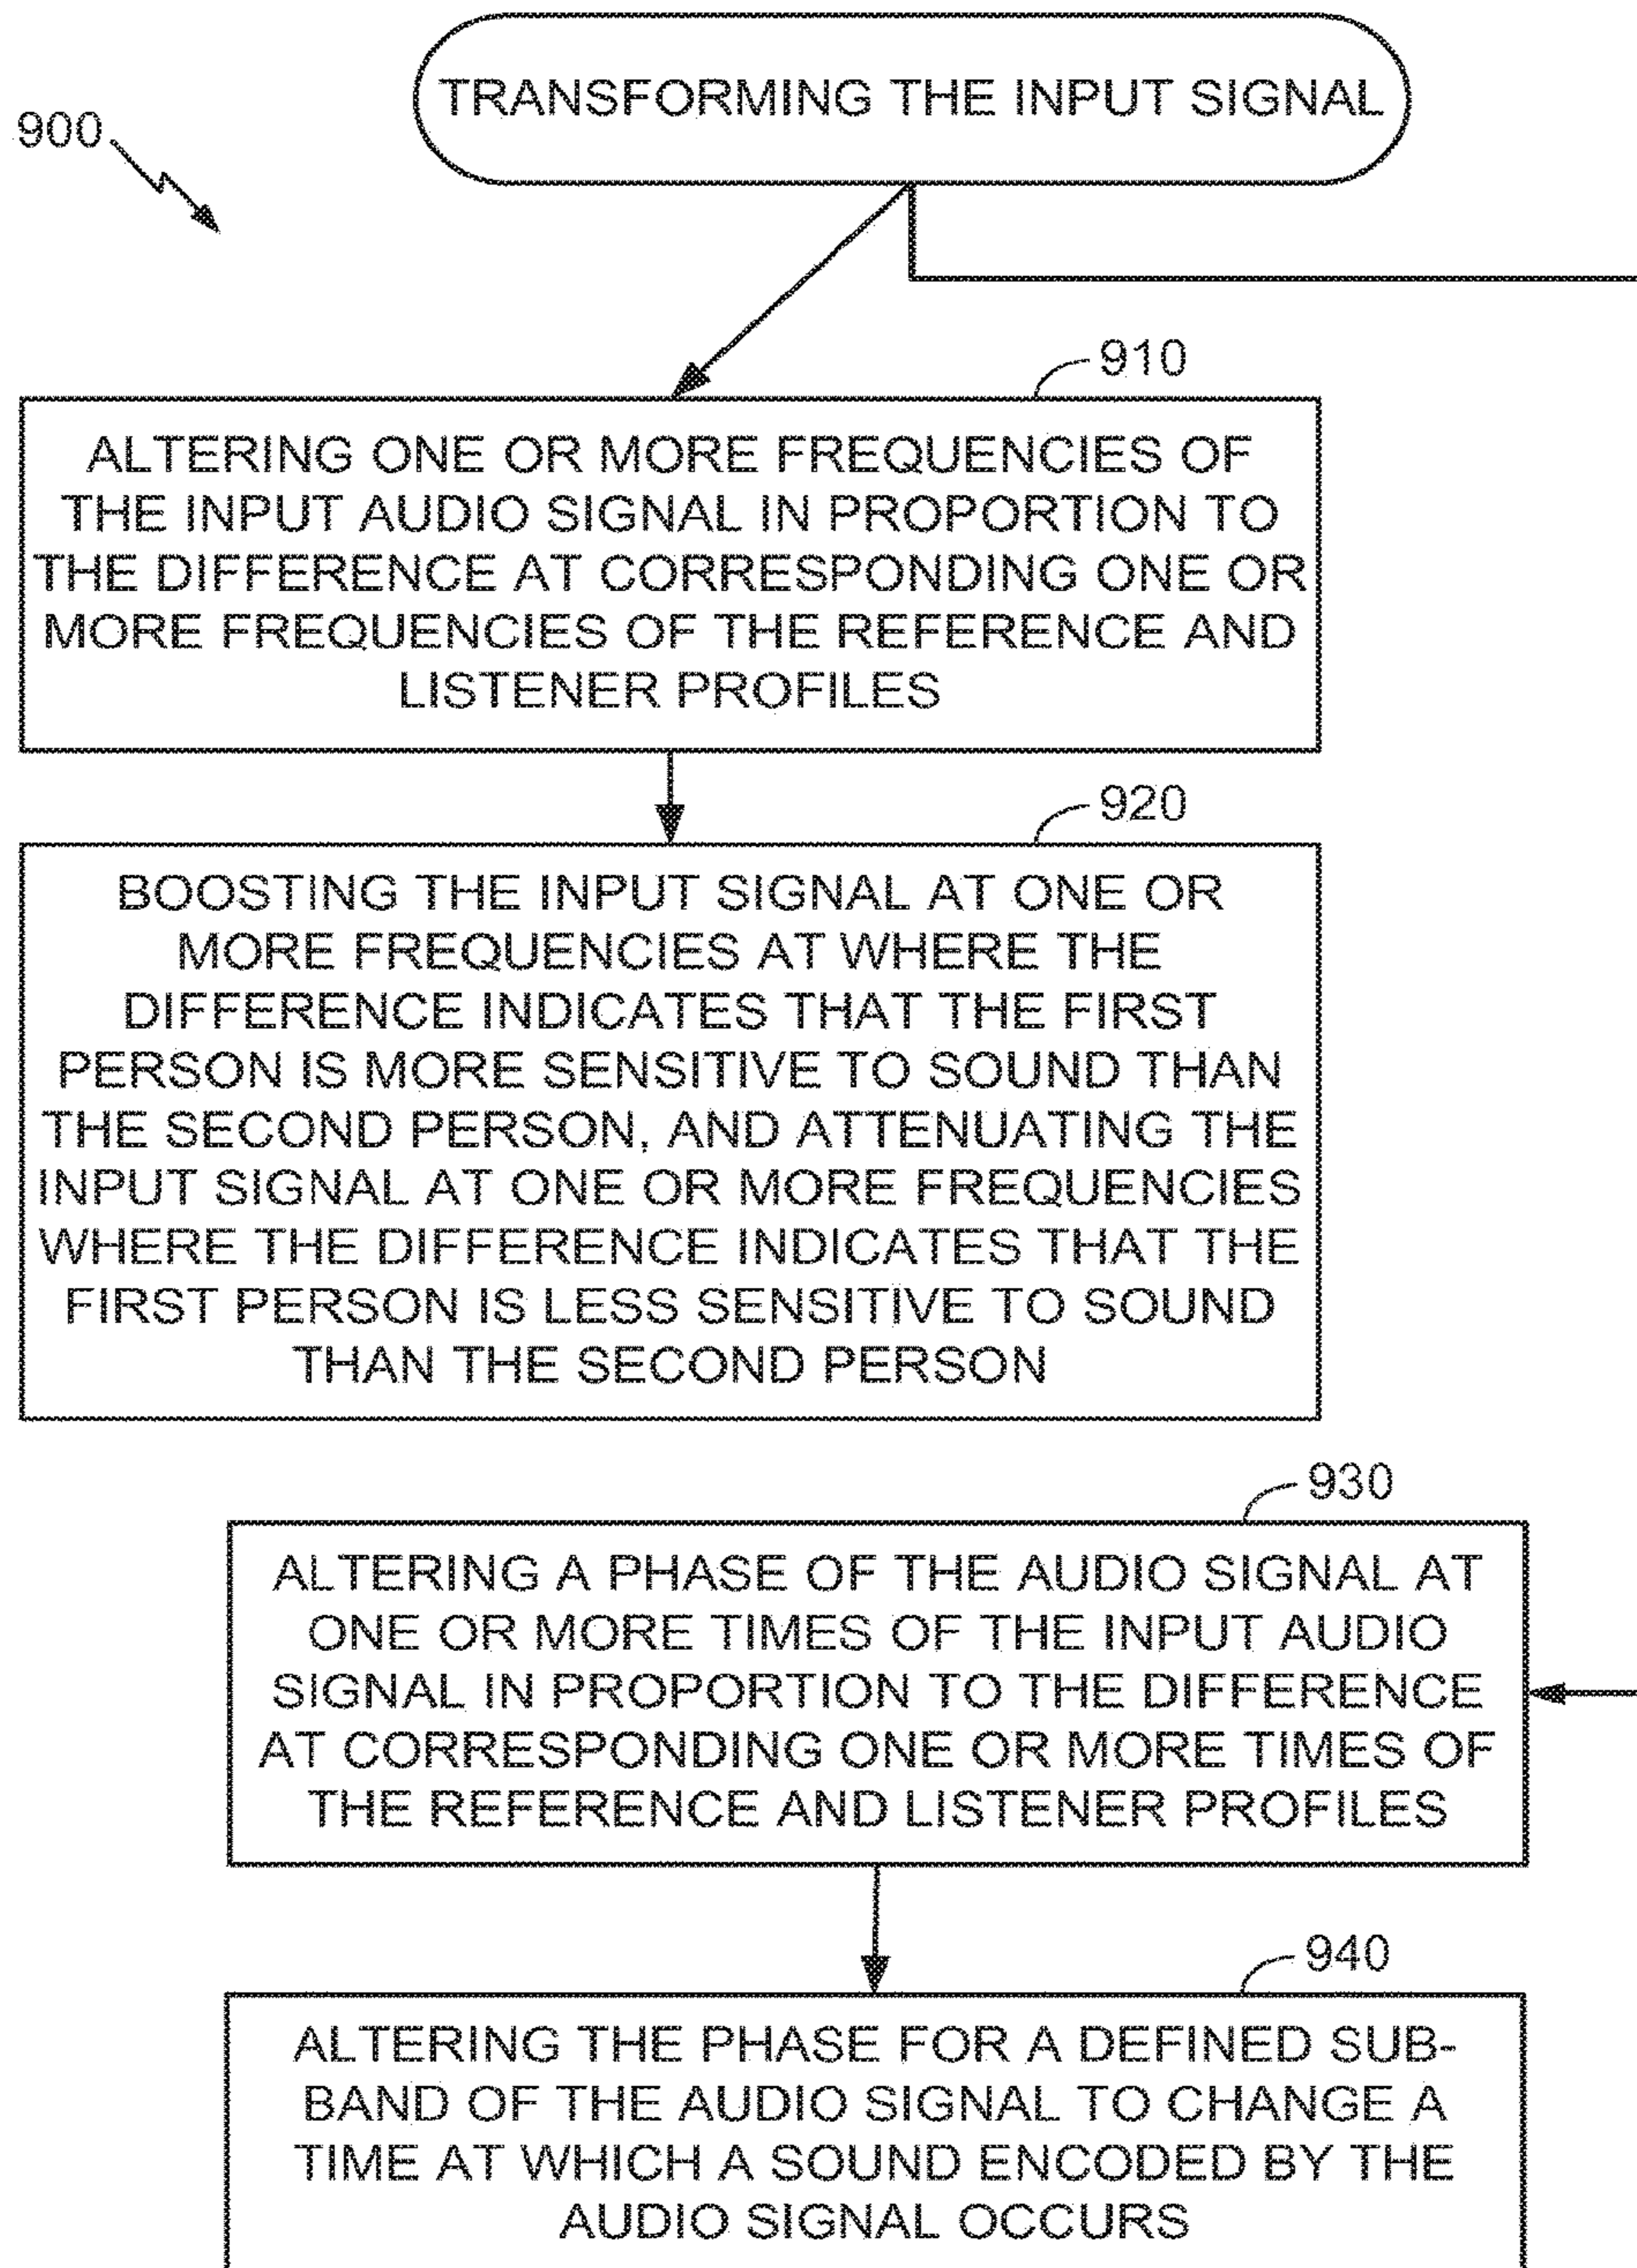 TRANSFORMING THE INPUT SIGNAL
900
910
ALTERING ONE OR MORE FREQUENCIES OF
THE INPUT AUDIO SIGNAL IN PROPORTION TO
THE DIFFERENCE AT CORRESPONDING ONE OR
MORE FREQUENCIES OF THE REFERENCE AND
LISTENER PROFILES
920
BOOSTING THE INPUT SIGNAL AT ONE OR
MORE FREQUENCIES AT WHERE THE
DIFFERENCE INDICATES THAT THE FIRST
PERSON IS MORE SENSITIVE TO SOUND THAN
THE SECOND PERSON, AND ATTENUATING THE
INPUT SIGNAL AT ONE OR MORE FREQUENCIES
WHERE THE DIFFERENCE INDICATES THAT THE
FIRST PERSON IS LESS SENSITIVE TO SOUND
THAN THE SECOND PERSON
930
ALTERING A PHASE OF THE AUDIO SIGNAL AT
ONE OR MORE TIMES OF THE INPUT AUDIO
SIGNAL IN PROPORTION TO THE DIFFERENCE
AT CORRESPONDING ONE OR MORE TIMES OF
THE REFERENCE AND LISTENER PROFILES
940
ALTERING THE PHASE FOR A DEFINED SUB-
BAND OF THE AUDIO SIGNAL TO CHANGE A
TIME AT WHICH A SOUND ENCODED BY THE
AUDIO SIGNAL OCCURS